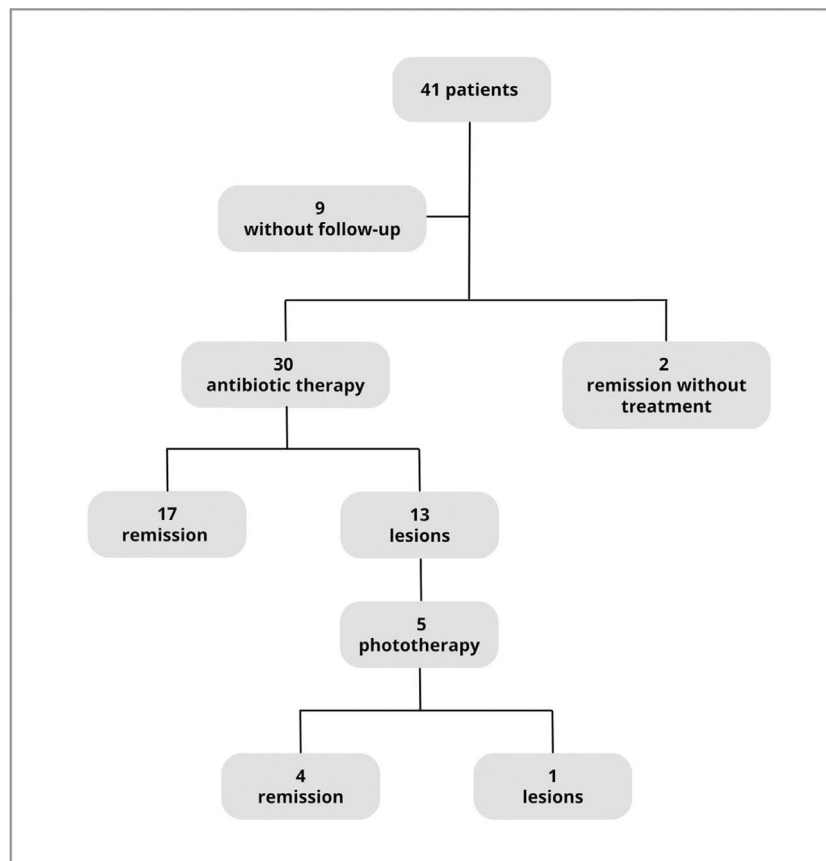 41 patients
9
without follow-up
30
antibiotic therapy
2
remission without
treatment
17
remission
13
lesions
5
phototherapy
4
remission
1
lesions